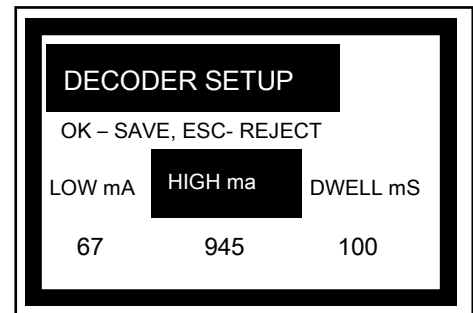 DECODER SETUP
OK – SAVE, ESC- REJECT
LOW mA HIGH ma DWELL mS
67 945 100